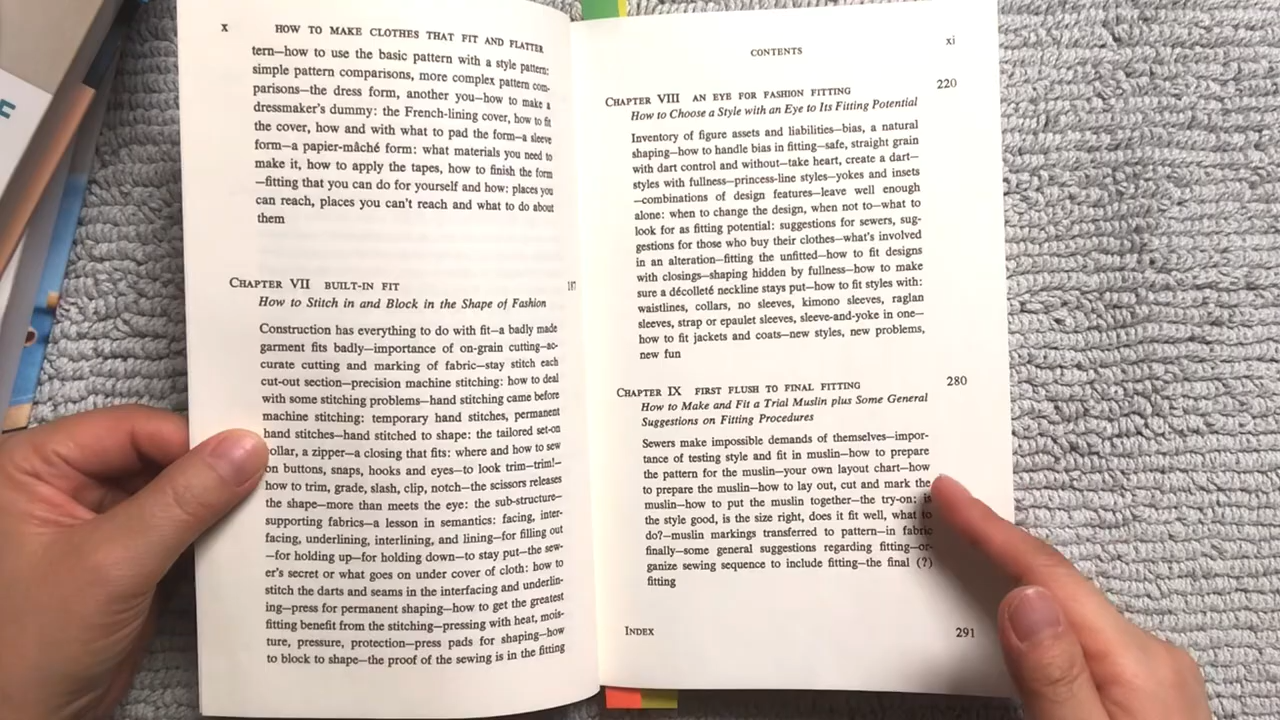 E
x HOW TO MAKE CLOTHES THAT FIT AND FLATTER
tern—how to use the basic pattern with a style pattern:
simple pattern comparisons, more complex pattern com-
parisons—the dress form, another you—how to make a
dressmaker's dummy: the French-lining cover, how to fit
the cover, how and with what to pad the form—a sleeve
form—a papier-mâché form: what materials you need to
make it, how to apply the tapes, how to finish the form
—fitting that you can do for yourself and how: places you
can reach, places you can't reach and what to do about
them
CHAPTER VII BUILT-IN FIT 187
How to Stitch in and Block in the Shape of Fashion
Construction has everything to do with fit—a badly made
garment fits badly—importance of on-grain cutting—ac-
curate cutting and marking of fabric—stay stitch each
cut-out section—precision machine stitching: how to deal
with some stitching problems—hand stitching came before
machine stitching: temporary hand stitches, permanent
hand stitches—hand stitched to shape: the tailored set-on
ollar, a zipper—a closing that fits: where and how to sew
on buttons, snaps, hooks and eyes—to look trim—trim!—
how to trim, grade, slash, clip, notch—the scissors releases
the shape—more than meets the eye: the sub-structure—
supporting fabrics—a lesson in semantics: facing, inter-
facing, underlining, interlining, and lining—for filling out
—for holding up—for holding down—to stay put—the sew-
er's secret or what goes on under cover of cloth: how to
stitch the darts and seams in the interfacing and underlin-
ing—press for permanent shaping—how to get the greatest
fitting benefit from the stitching—pressing with heat, mois-
ture, pressure, protection—press pads for shaping—how
to block to shape—the proof of the sewing is in the fitting
CONTENTS xi
CHAPTER VIII AN EYE FOR FASHION FITTING 220
How to Choose a Style with an Eye to Its Fitting Potential
Inventory of figure assets and liabilities—bias, a natural
shaping—how to handle bias in fitting—safe, straight grain
with dart control and without—take heart, create a dart—
styles with fullness—princess-line styles—yokes and insets
—combinations of design features—leave well enough
alone: when to change the design, when not to—what to
look for as fitting potential: suggestions for sewers, sug-
gestions for those who buy their clothes—what's involved
in an alteration—fitting the unfitted—how to fit designs
with closings—shaping hidden by fullness—how to make
sure a décolleté neckline stays put—how to fit styles with:
waistlines, collars, no sleeves, kimono sleeves, raglan
sleeves, strap or epaulet sleeves, sleeve-and-yoke in one—
how to fit jackets and coats—new styles, new problems,
new fun
CHAPTER IX FIRST FLUSH TO FINAL FITTING 280
How to Make and Fit a Trial Muslin plus Some General
Suggestions on Fitting Procedures
Sewers make impossible demands of themselves—impor-
tance of testing style and fit in muslin—how to prepare
the pattern for the muslin—your own layout chart—how
to prepare the muslin—how to lay out, cut and mark the
muslin—how to put the muslin together—the try-on: is
the style good, is the size right, does it fit well, what to
do?—muslin markings transferred to pattern—in fabric
finally—some general suggestions regarding fitting—or-
ganize sewing sequence to include fitting—the final (?)
fitting
INDEX 291